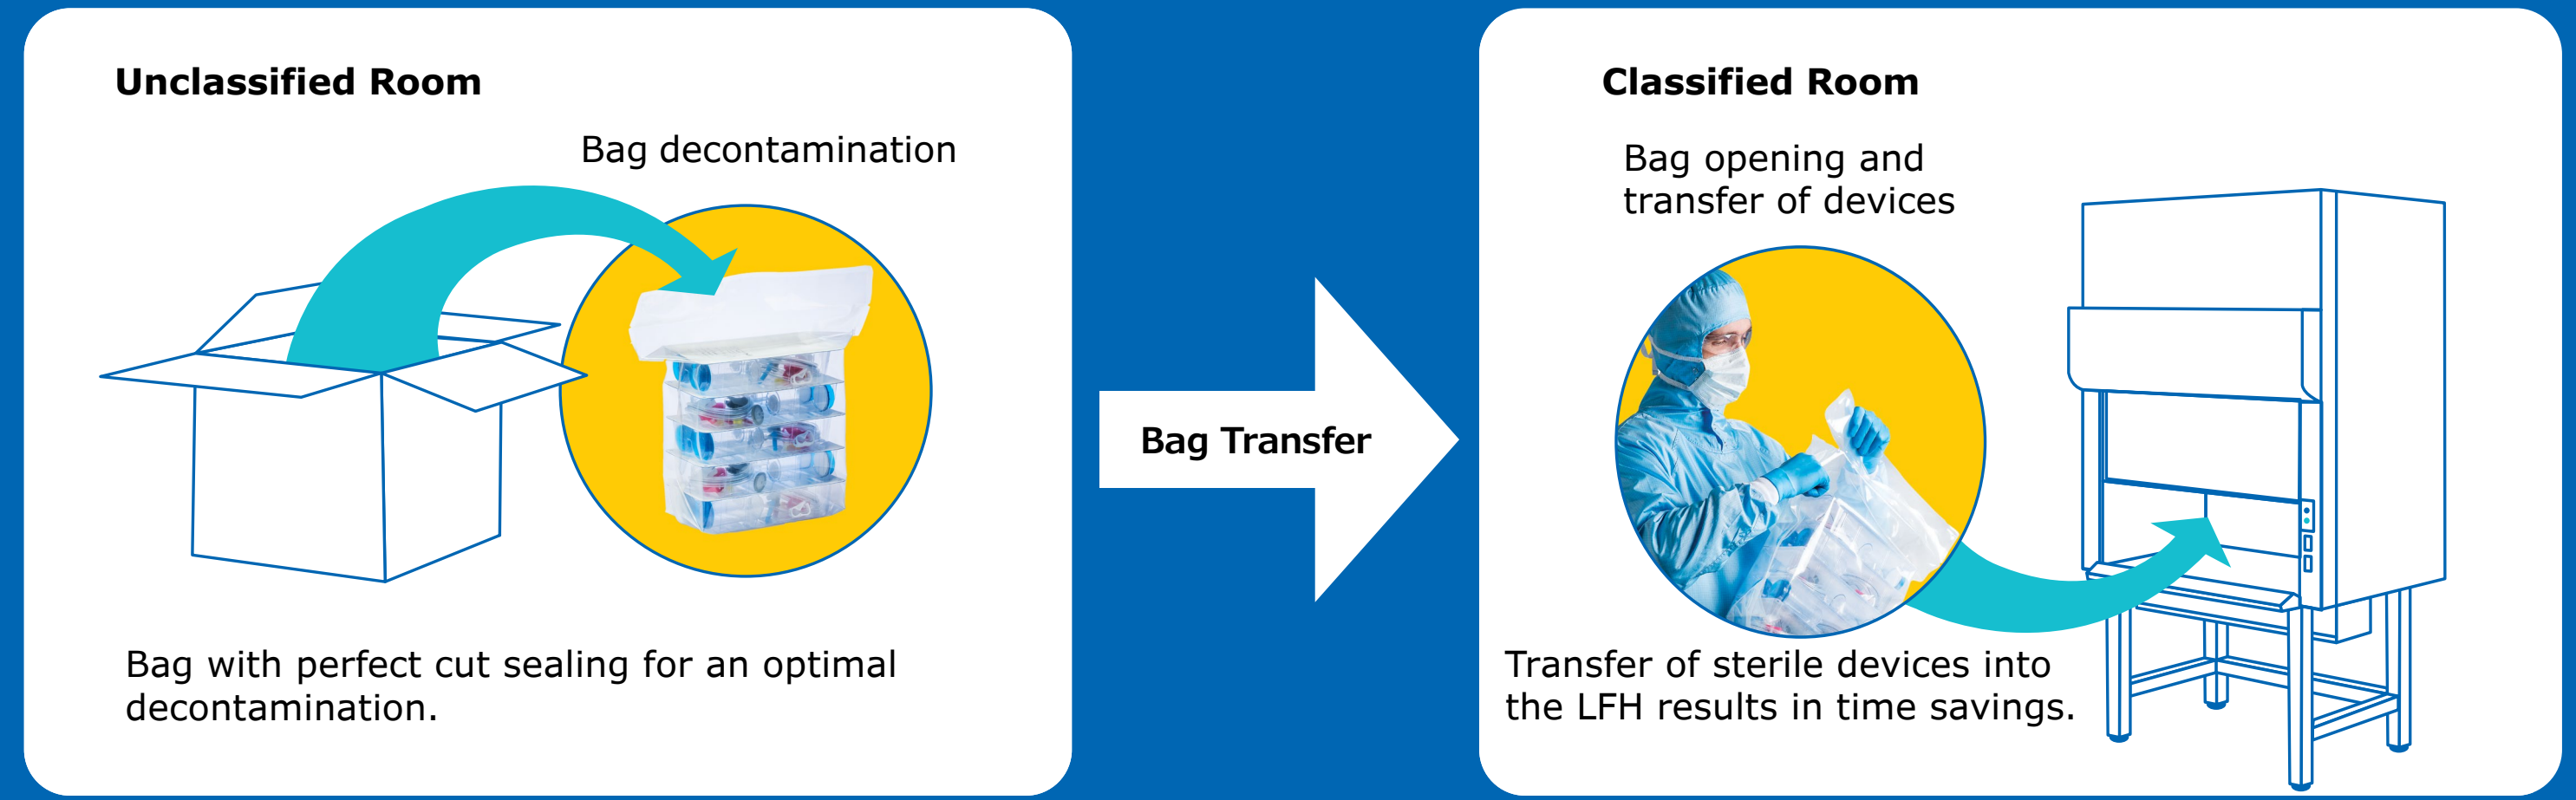 Unclassified Room
Bag decontamination
Bag with perfect cut sealing for an optimal
decontamination.
Bag Transfer
Classified Room
Bag opening and
transfer of devices
Transfer of sterile devices into
the LFH results in time savings.